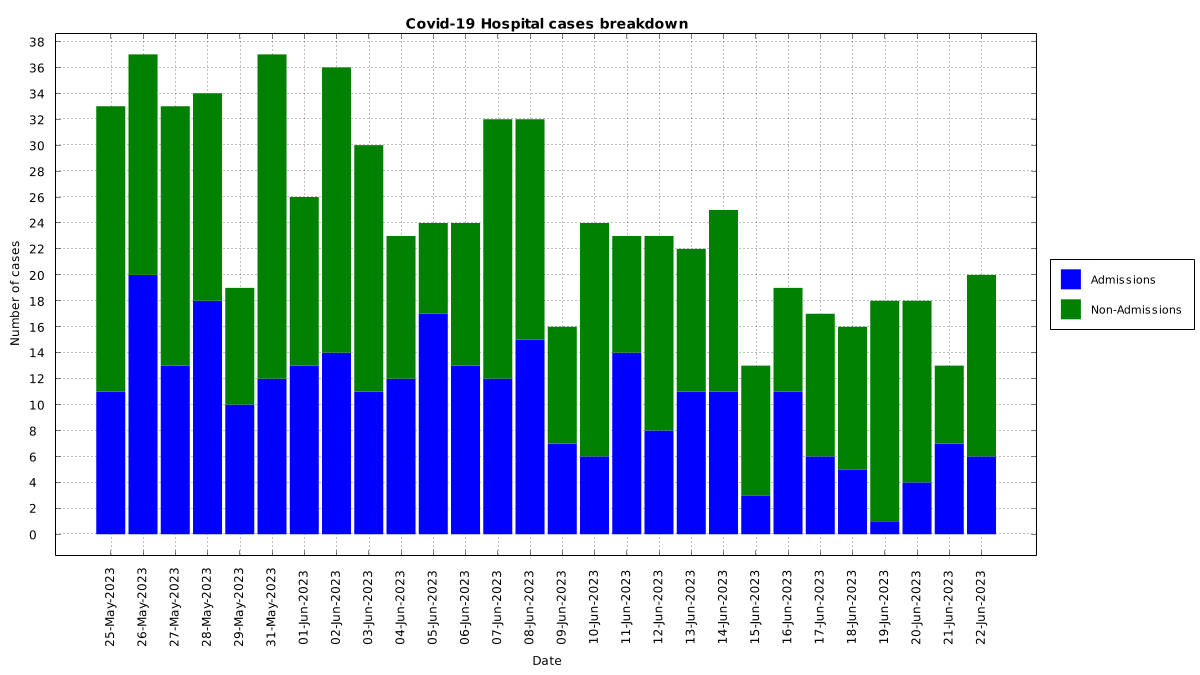 Covid-19 Hospital cases breakdown
38
36
34
32
30
28
26
24
22
20
18
16
14
12
10
8
6
4
2
0
Number of cases
25-May-2023
26-May-2023
27-May-2023
28-May-2023
29-May-2023
31-May-2023
01-Jun-2023
02-Jun-2023
03-Jun-2023
04-Jun-2023
05-Jun-2023
06-Jun-2023
07-Jun-2023
08-Jun-2023
09-Jun-2023
10-Jun-2023
11-Jun-2023
12-Jun-2023
13-Jun-2023
14-Jun-2023
15-Jun-2023
16-Jun-2023
17-Jun-2023
18-Jun-2023
19-Jun-2023
20-Jun-2023
21-Jun-2023
22-Jun-2023
Date
Admissions
Non-Admissions